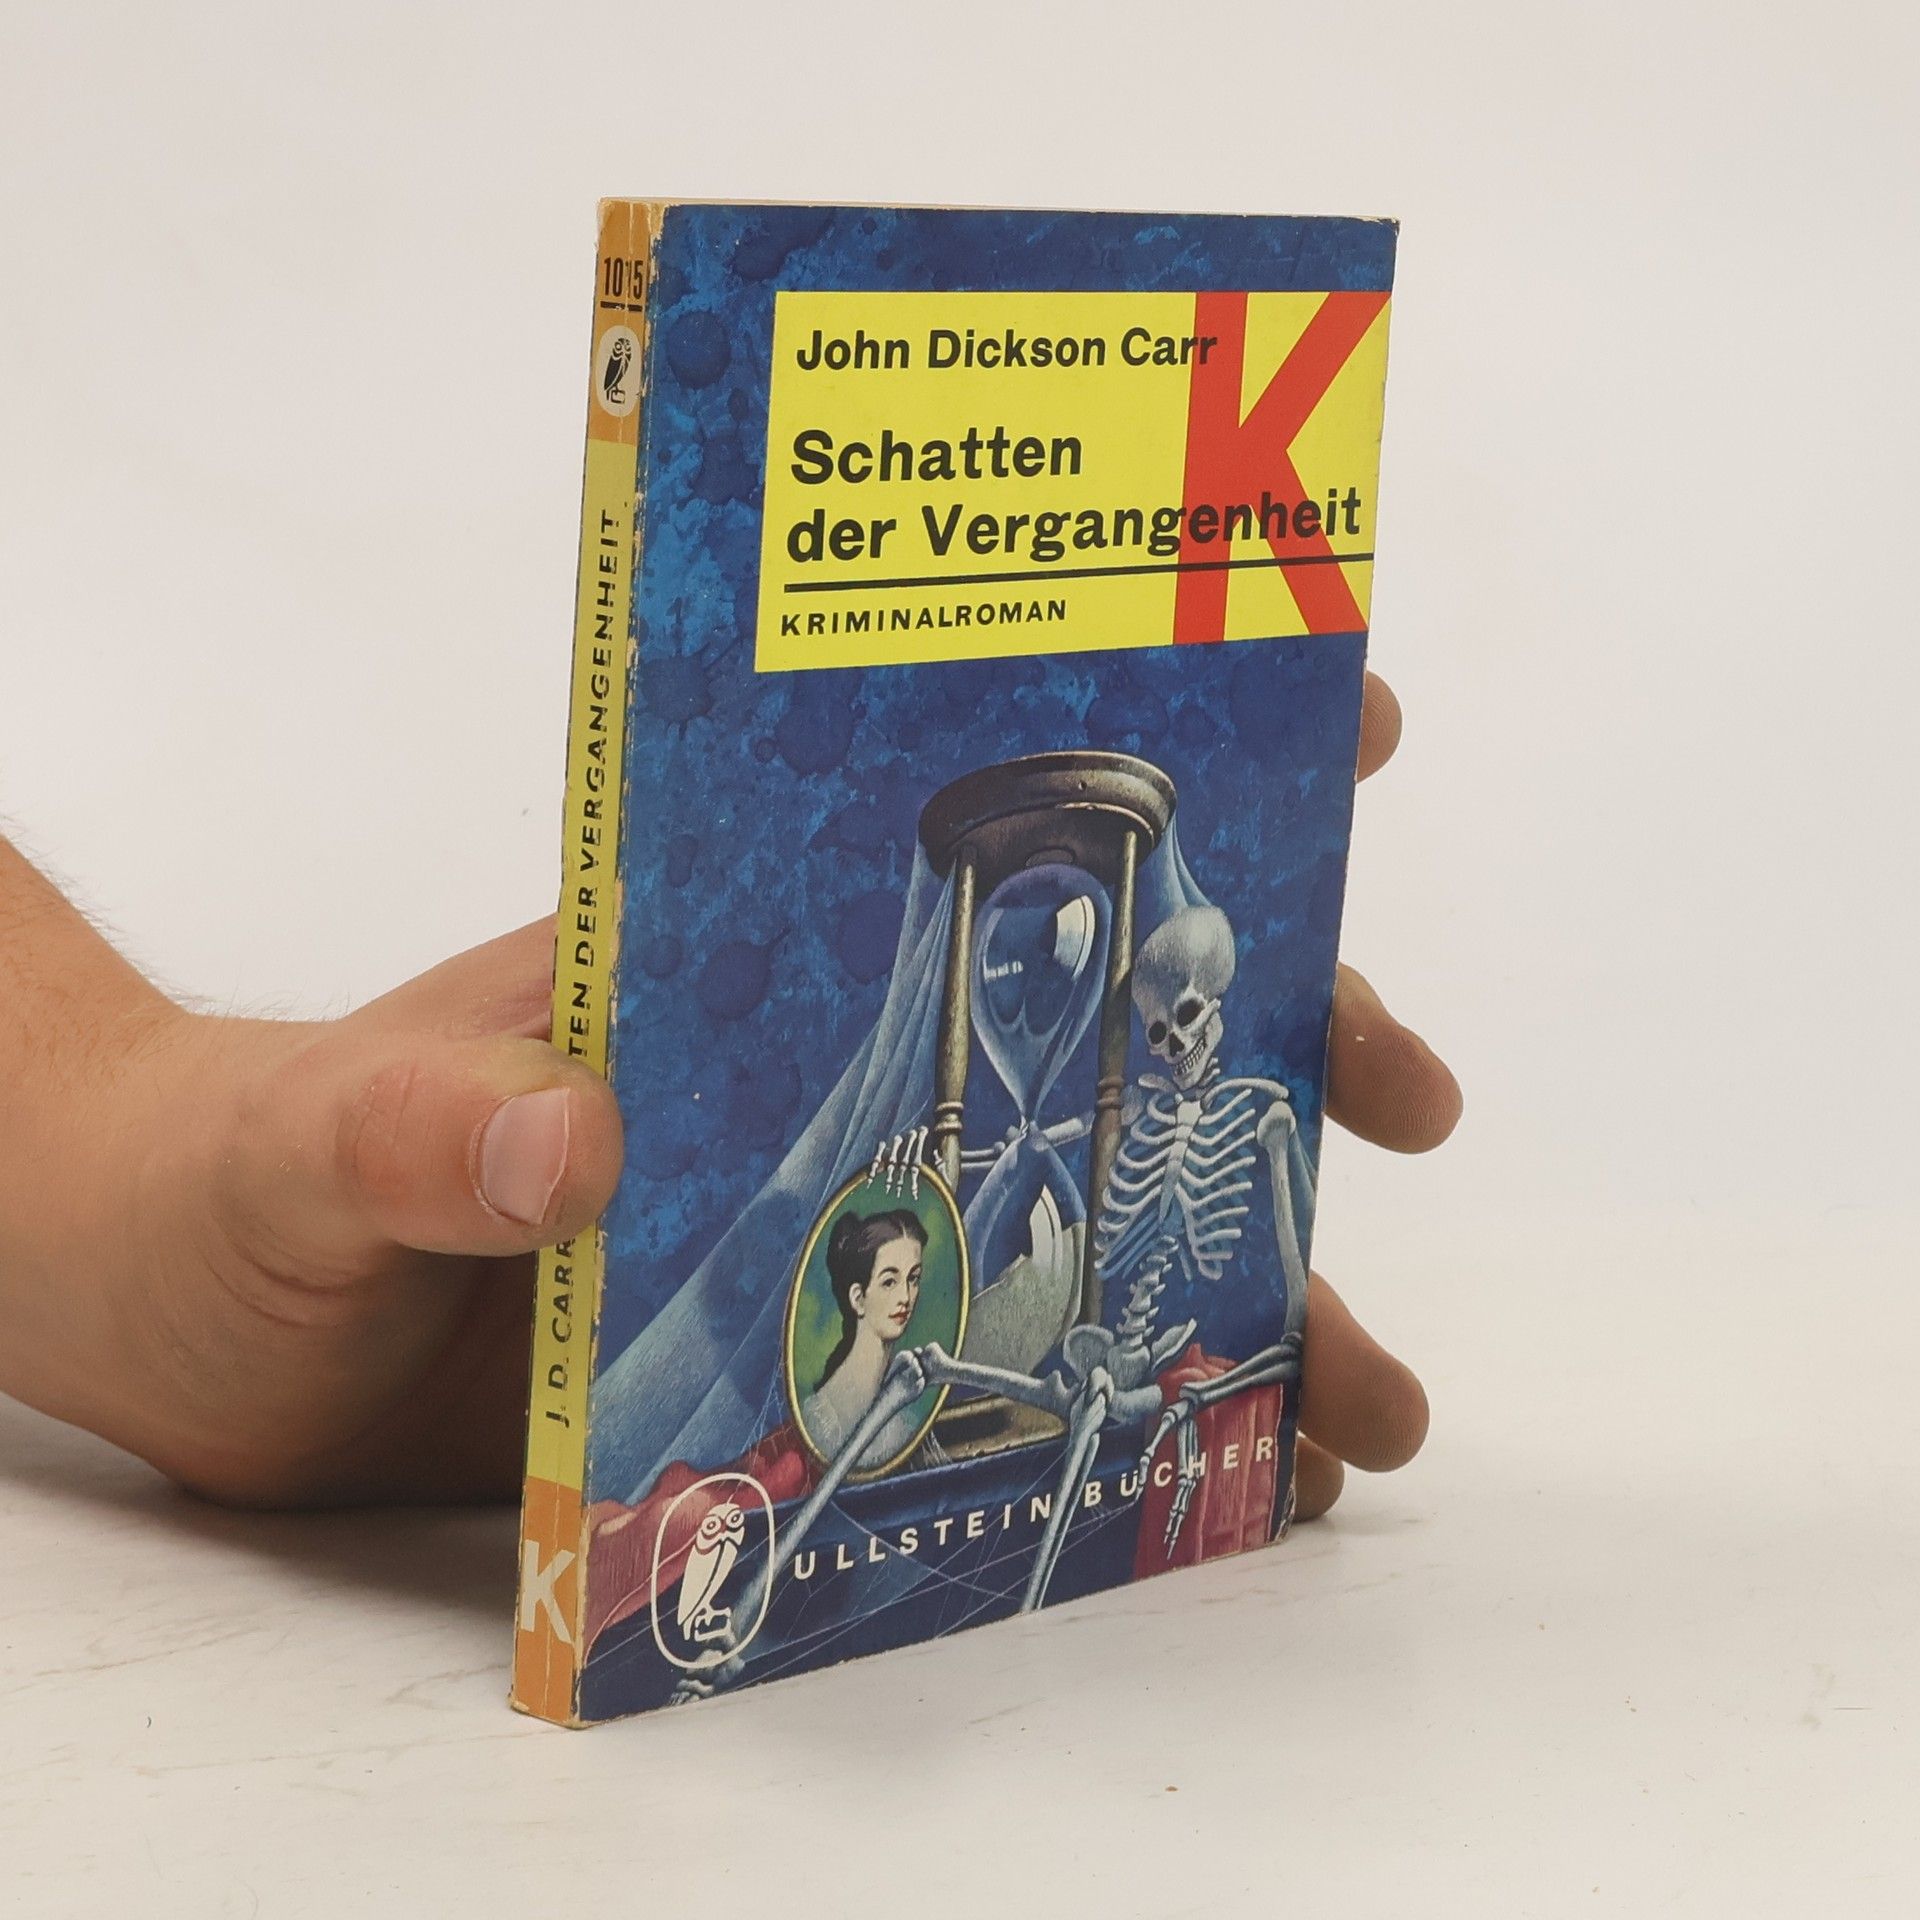 1015
J. D. CARR
TEN DER VERGANGENHEIT
K
John Dickson Carr
K
Schatten
der Vergangenheit
KRIMINALROMAN
ULLSTEIN BÜCHER